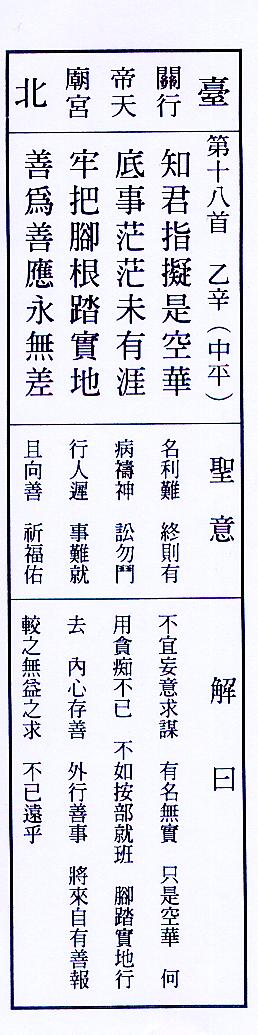 臺
關行
帝天
廟宮
北
第十八首　乙辛（中平）
知君指擬是空華
底事茫茫未有涯
牢把腳根踏實地
善為善應永無差
聖意
名利難　終則有
病禱神　訟勿鬥
行人遲　事難就
且向善　祈福佑
解曰
不宜妄意求謀　有名無實　只是空華　何
用貪痴不已　不如按部就班　腳踏實地行
去　內心存善　外行善事　將來自有善報
較之無益之求　不已遠乎